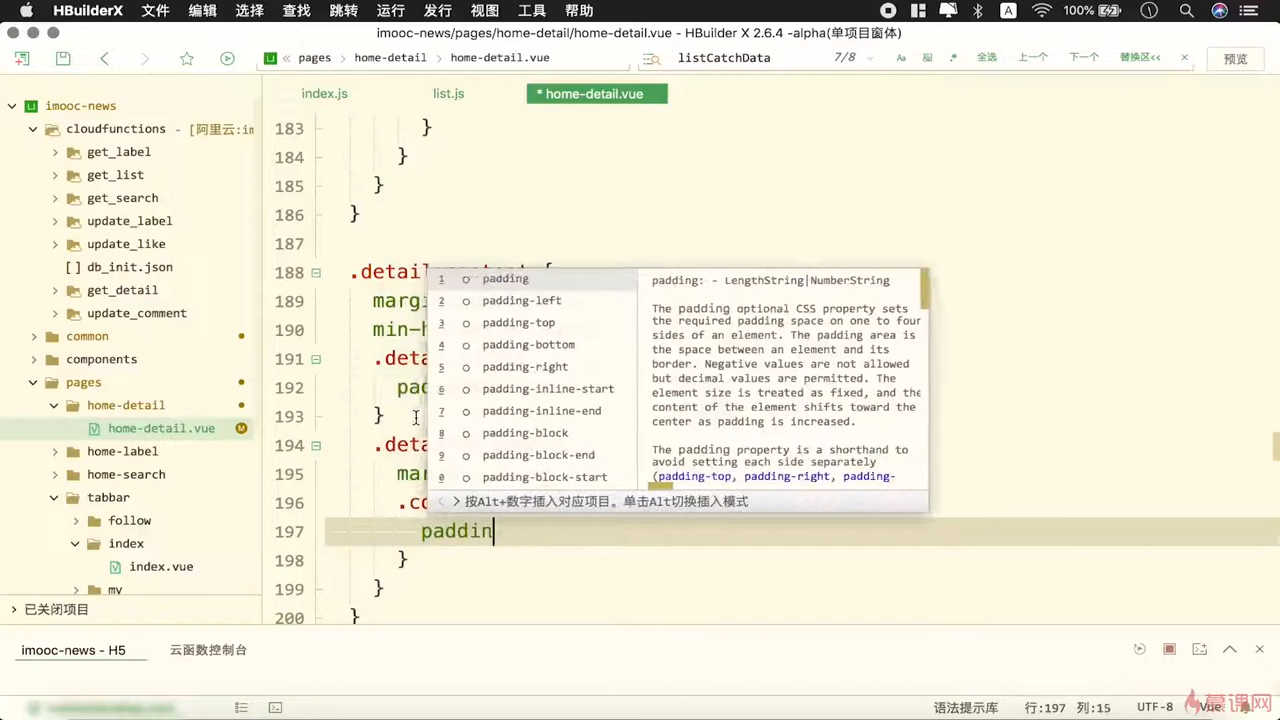 HBuilderX 文件 编辑 选择 查找 跳转 运行 发行 视图 工具 帮助 A 100%
imooc-news/pages/home-detail/home-detail.vue - HBuilder X 2.6.4 -alpha(单项目窗体)
pages home-detail home-detail.vue listCatchData 7/8 Aa .* 全选 上一个 下一个 替换区<< 预览
index.js list.js * home-detail.vue
imooc-news
cloudfunctions - [阿里云:im
get_label
get_list
get_search
update_label
update_like
[] db_init.json
get_detail
update_comment
common
components
pages
home-detail
home-detail.vue M
home-label
home-search
tabbar
follow
index
index.vue
my
已关闭项目
183 }
184 }
185 }
186 }
187
188 .detail {
189 marg
190 min-h
191 .deta
192 pad
193 }
194 .deta
195 mar
196 .co
197 paddin
198 }
199 }
200 }
1 padding
2 padding-left
3 padding-top
4 padding-bottom
5 padding-right
6 padding-inline-start
7 padding-inline-end
8 padding-block
9 padding-block-end
0 padding-block-start
padding: - LengthString|NumberString
The padding optional CSS property sets
the required padding space on one to four
sides of an element. The padding area is
the space between an element and its
border. Negative values are not allowed
but decimal values are permitted. The
element size is treated as fixed, and the
content of the element shifts toward the
center as padding is increased.
The padding property is a shorthand to
avoid setting each side separately
(padding-top, padding-right, padding-
按Alt+数字插入对应项目。单击Alt切换插入模式
imooc-news - H5 云函数控制台
语法提示库 行:197 列:15 UTF-8 Vue
慕课网